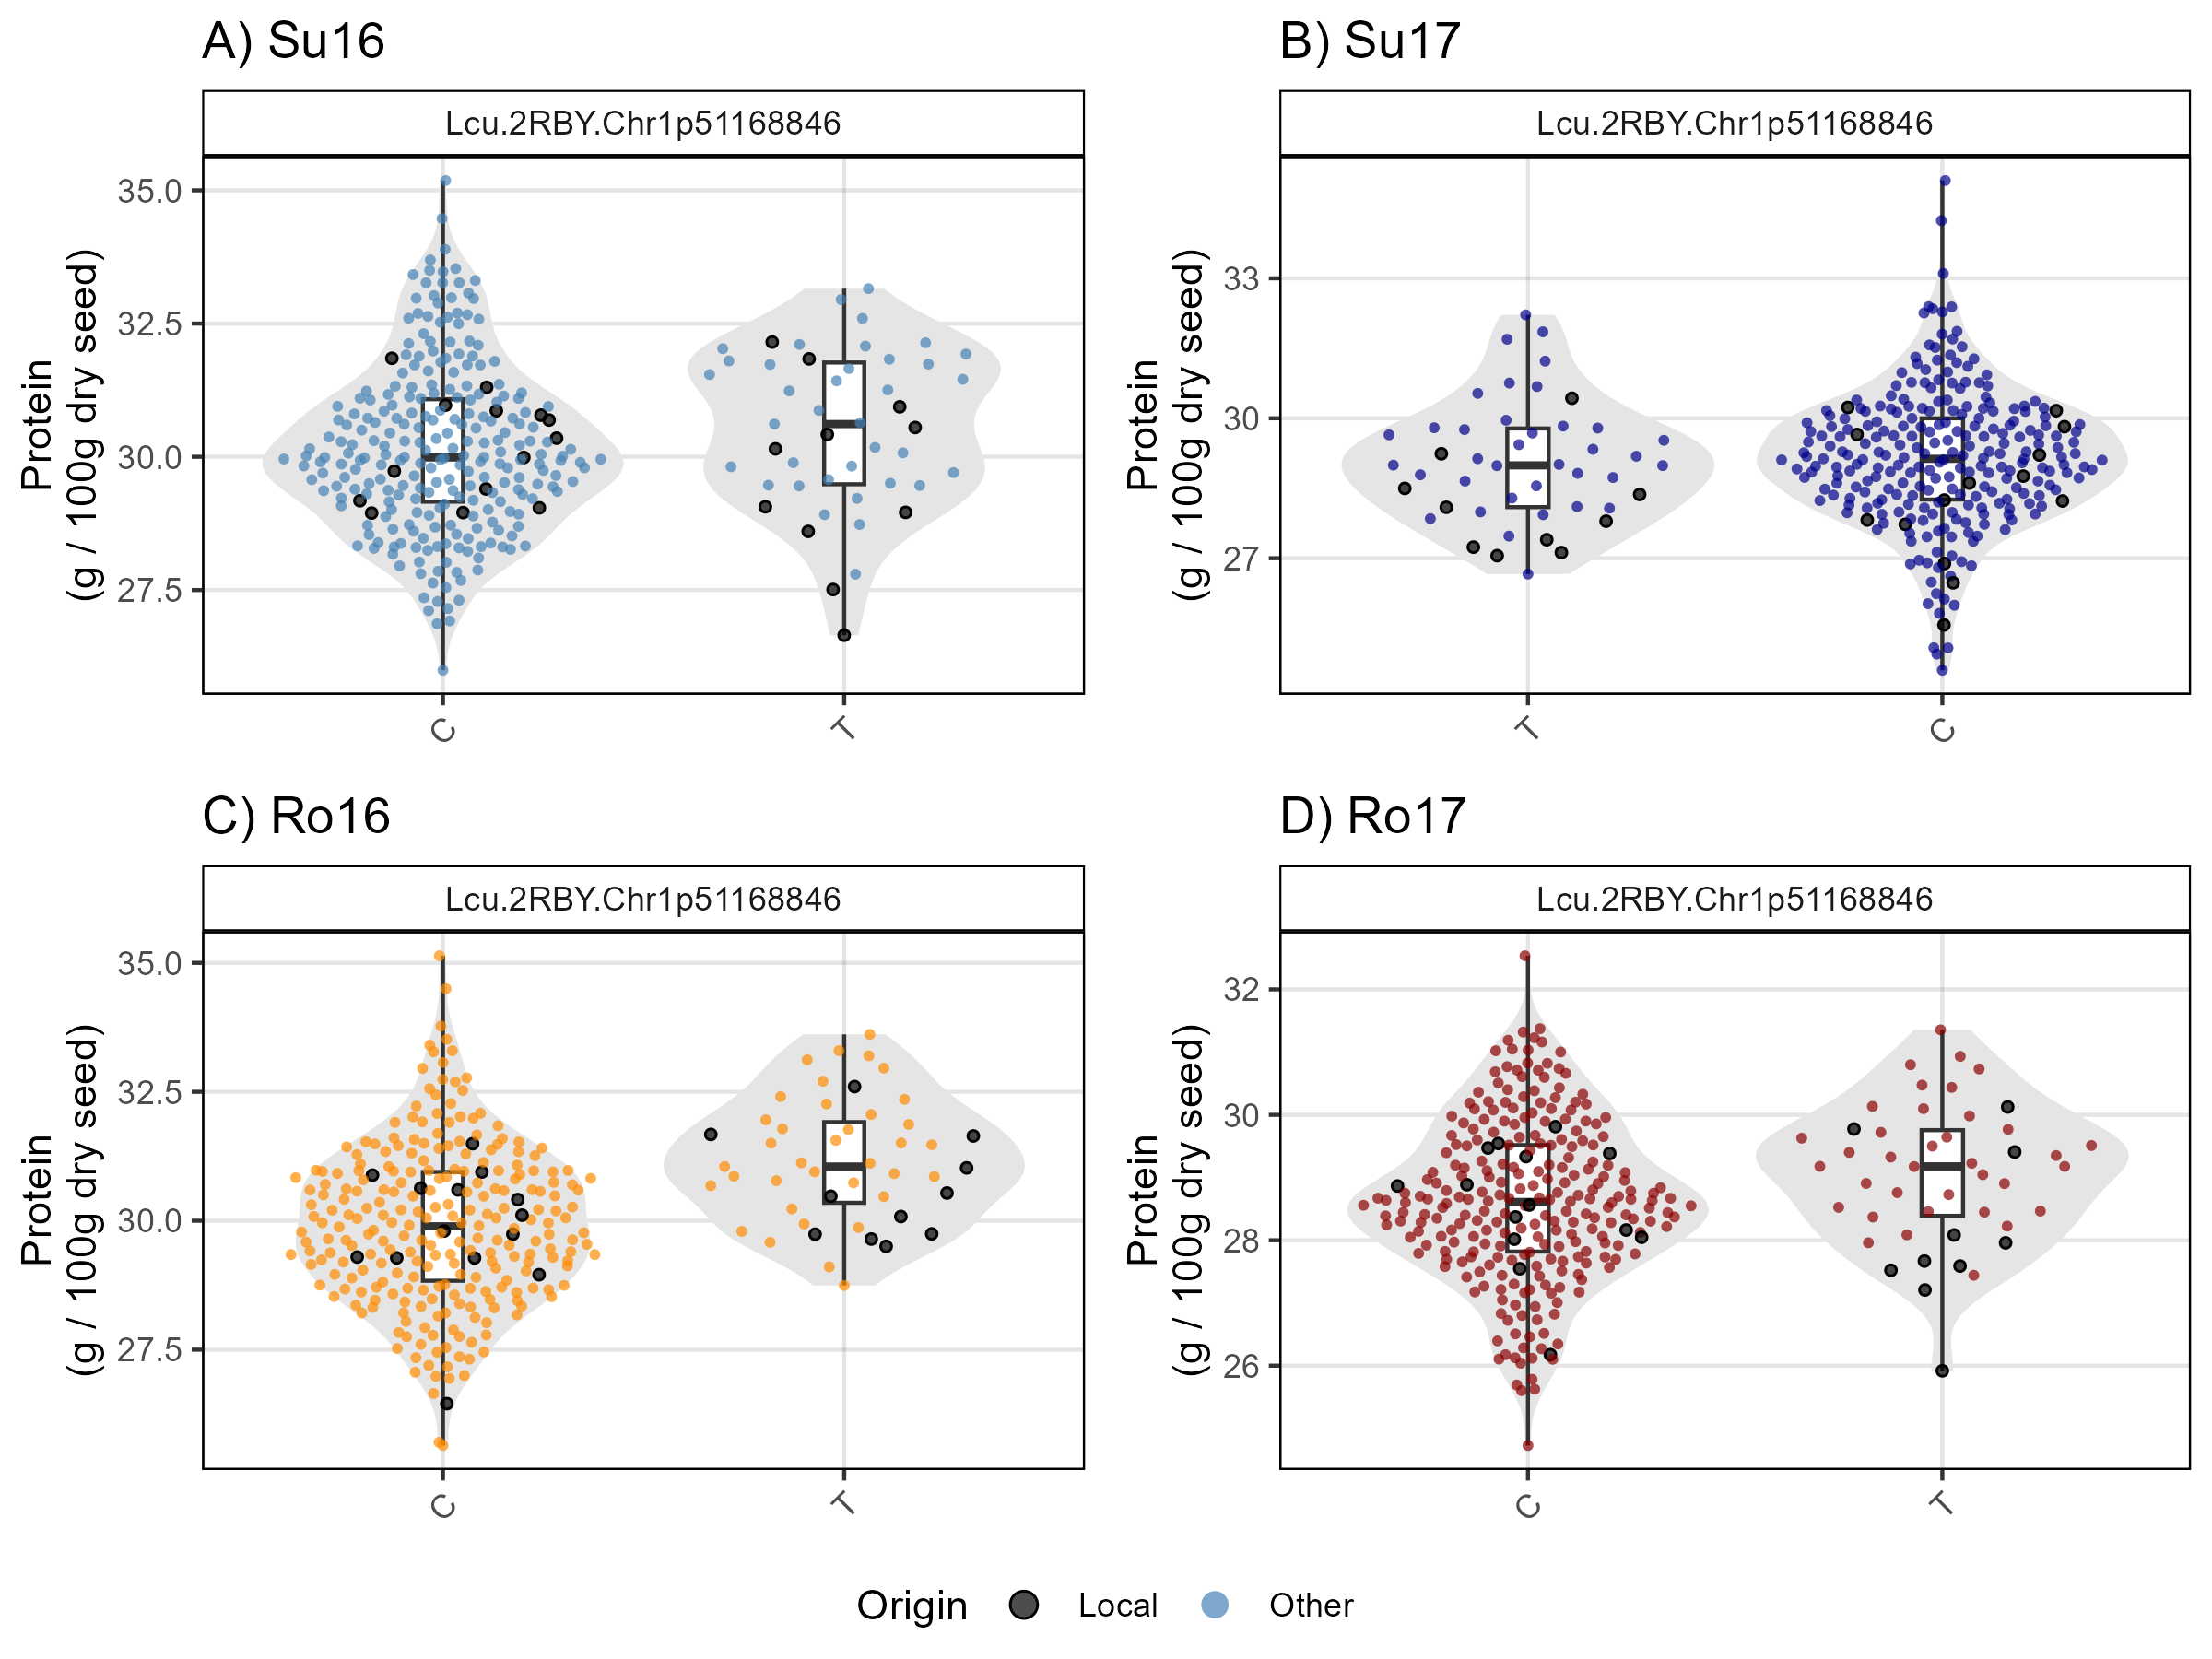 A) Su16
Lcu.2RBY.Chr1p51168846
Protein
(g / 100g dry seed)
35.0
32.5
30.0
27.5
C
T
B) Su17
Lcu.2RBY.Chr1p51168846
Protein
(g / 100g dry seed)
33
30
27
T
C
C) Ro16
Lcu.2RBY.Chr1p51168846
Protein
(g / 100g dry seed)
35.0
32.5
30.0
27.5
C
T
D) Ro17
Lcu.2RBY.Chr1p51168846
Protein
(g / 100g dry seed)
32
30
28
26
C
T
Origin
Local
Other